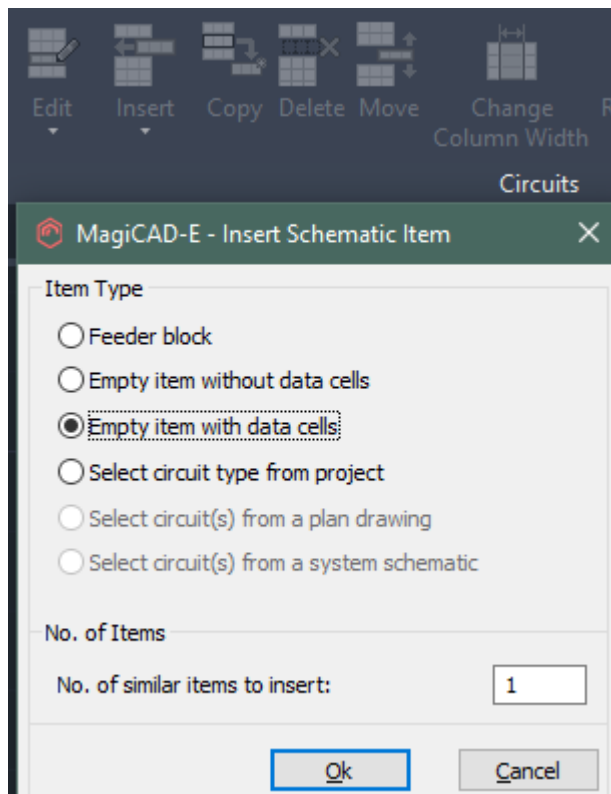 Edit Insert Copy Delete Move Change
Column Width
Circuits
MagiCAD-E - Insert Schematic Item
Item Type
Feeder block
Empty item without data cells
Empty item with data cells
Select circuit type from project
Select circuit(s) from a plan drawing
Select circuit(s) from a system schematic
No. of Items
No. of similar items to insert: 1
Ok Cancel